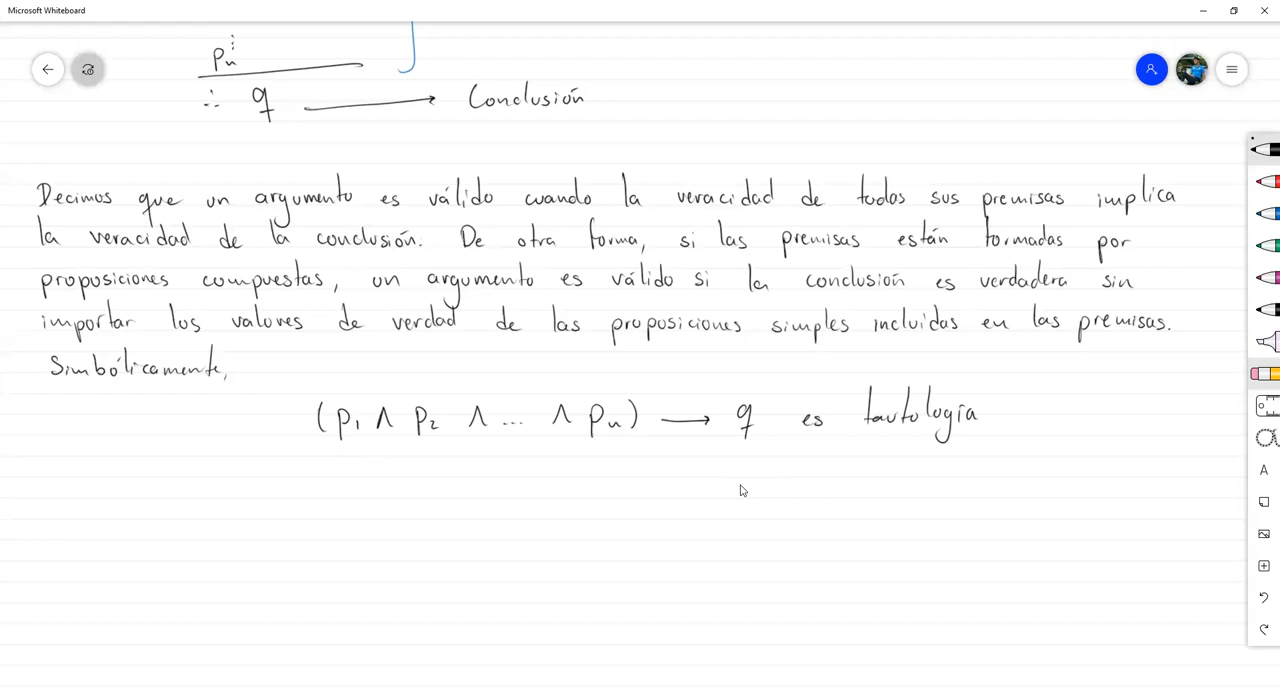 Microsoft Whiteboard
⋮
pn
∴ q → Conclusión
Decimos que un argumento es válido cuando la veracidad de todas sus premisas implica
la veracidad de la conclusión. De otra forma, si las premisas están formadas por
proposiciones compuestas, un argumento es válido si la conclusión es verdadera sin
importar los valores de verdad de las proposiciones simples incluidas en las premisas.
Simbólicamente,
(p₁ ∧ p₂ ∧ ... ∧ pn) → q es tautología
A